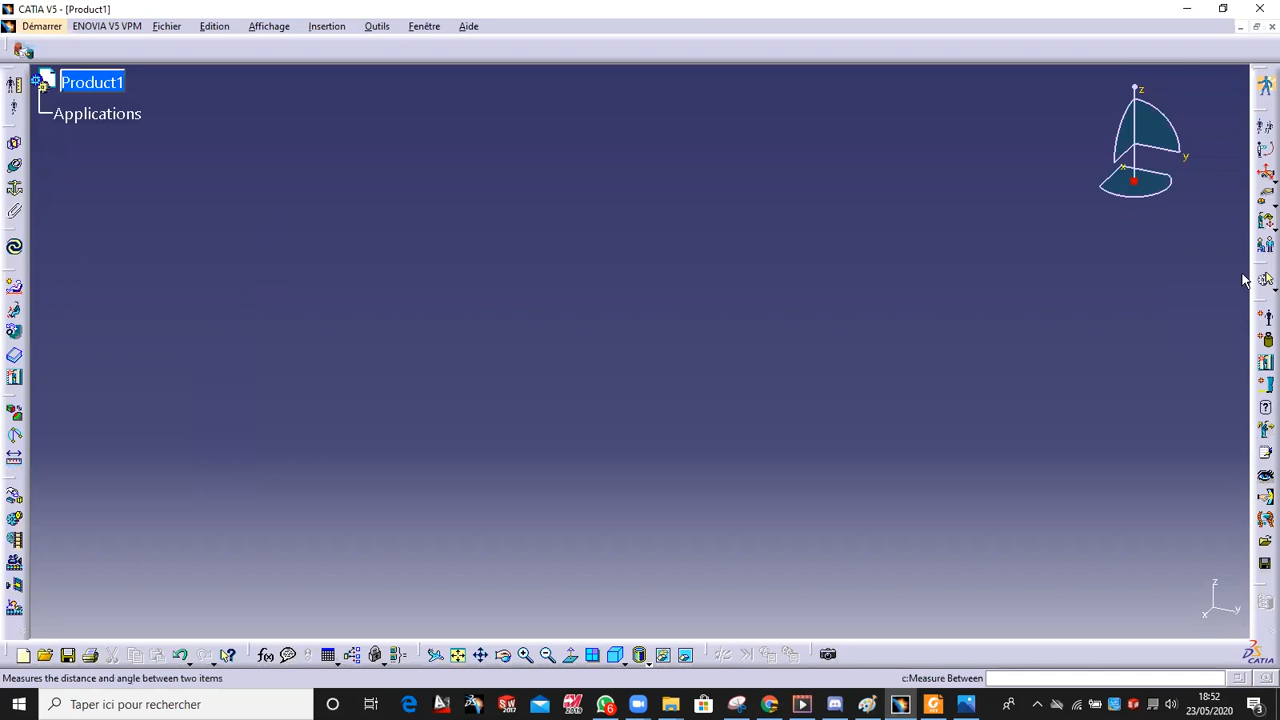 CATIA V5 - [Product1]
Démarrer ENOVIA V5 VPM Fichier Edition Affichage Insertion Outils Fenêtre Aide
Product1
Applications
z
y
x
z
y
x
f(x)
CATIA
Measures the distance and angle between two items
c:Measure Between
Taper ici pour rechercher
18:52
23/05/2020